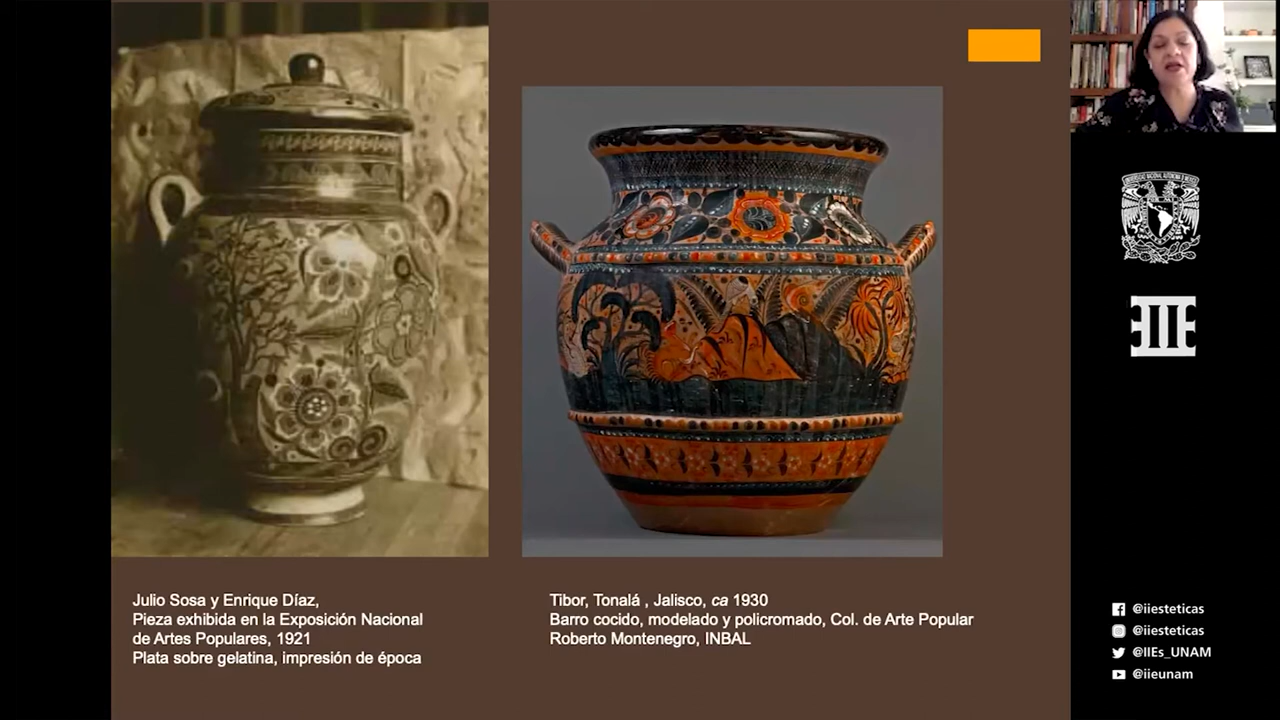 Julio Sosa y Enrique Díaz,
Pieza exhibida en la Exposición Nacional
de Artes Populares, 1921
Plata sobre gelatina, impresión de época
Tibor, Tonalá , Jalisco, ca 1930
Barro cocido, modelado y policromado, Col. de Arte Popular
Roberto Montenegro, INBAL
IIE
@iiesteticas
@iiesteticas
@IIEs_UNAM
@iieunam